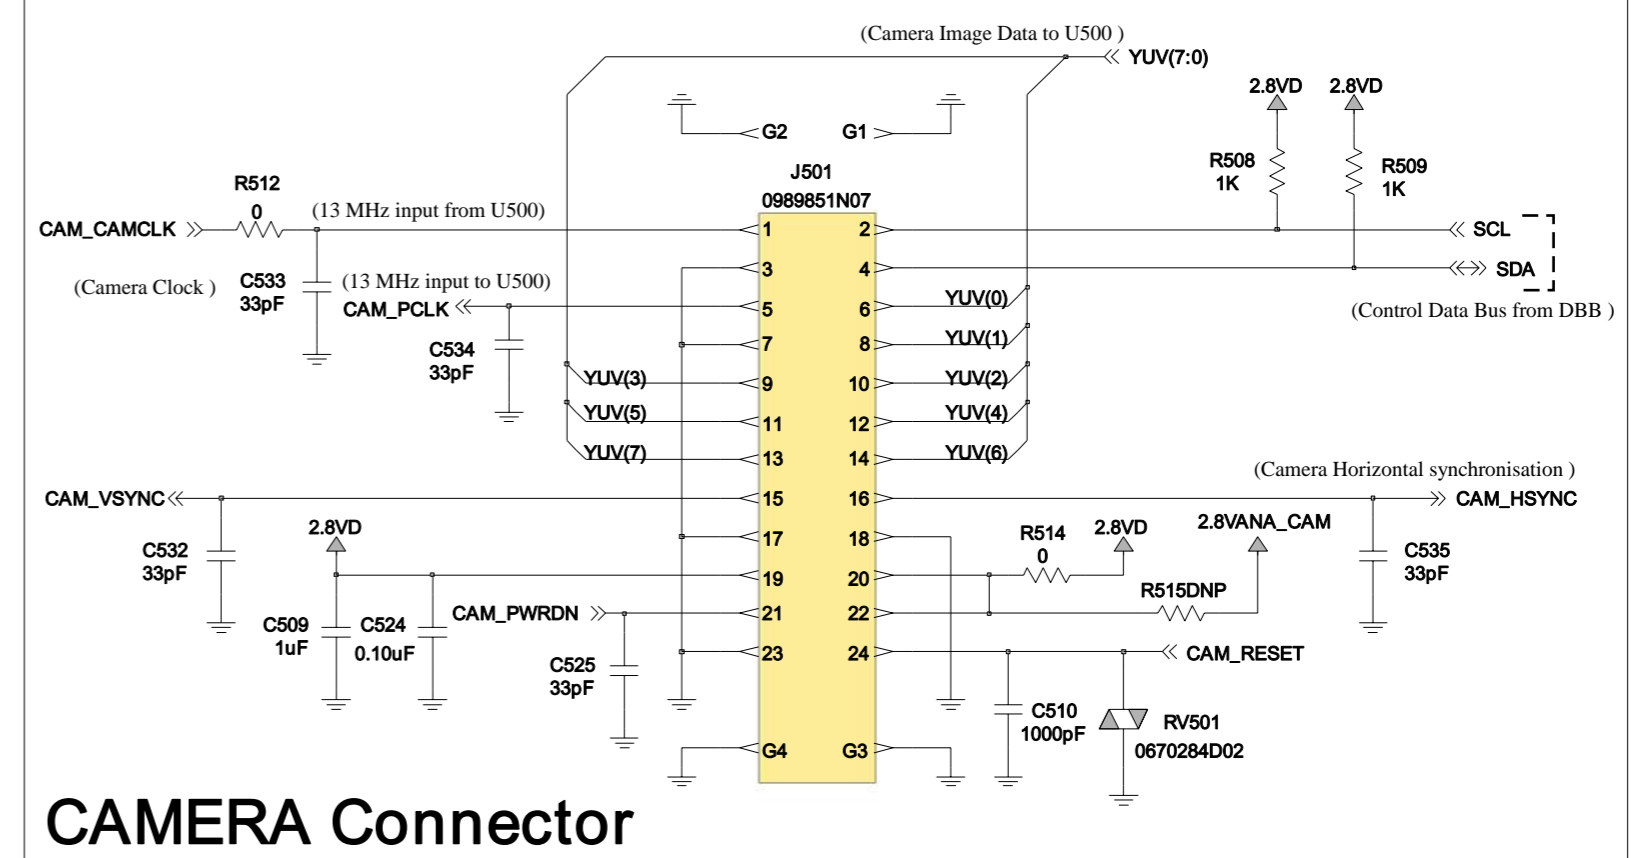 (Camera Image Data to U500 )
YUV(7:0)
2.8VD
2.8VD
G2
G1
J501
0989851N07
R508
1K
R509
1K
R512
0
(13 MHz input from U500)
CAM_CAMCLK
1
2
SCL
(Camera Clock )
C533
33pF
(13 MHz input to U500)
3
4
SDA
CAM_PCLK
5
6
YUV(0)
(Control Data Bus from DBB )
C534
33pF
7
8
YUV(1)
YUV(3)
9
10
YUV(2)
YUV(5)
11
12
YUV(4)
YUV(7)
13
14
YUV(6)
(Camera Horizontal synchronisation )
CAM_VSYNC
15
16
CAM_HSYNC
C532
33pF
2.8VD
17
18
R514
0
2.8VD
2.8VANA_CAM
C535
33pF
19
20
R515DNP
C509
1uF
C524
0.10uF
CAM_PWRDN
21
22
C525
33pF
23
24
CAM_RESET
C510
1000pF
RV501
0670284D02
G4
G3
CAMERA Connector